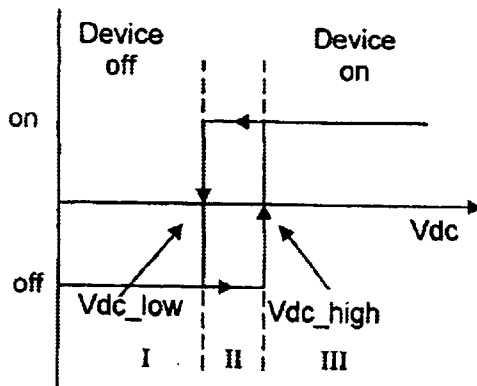 Device
off
Device
on
on
Vdc
off
Vdc_low
Vdc_high
I
II
III